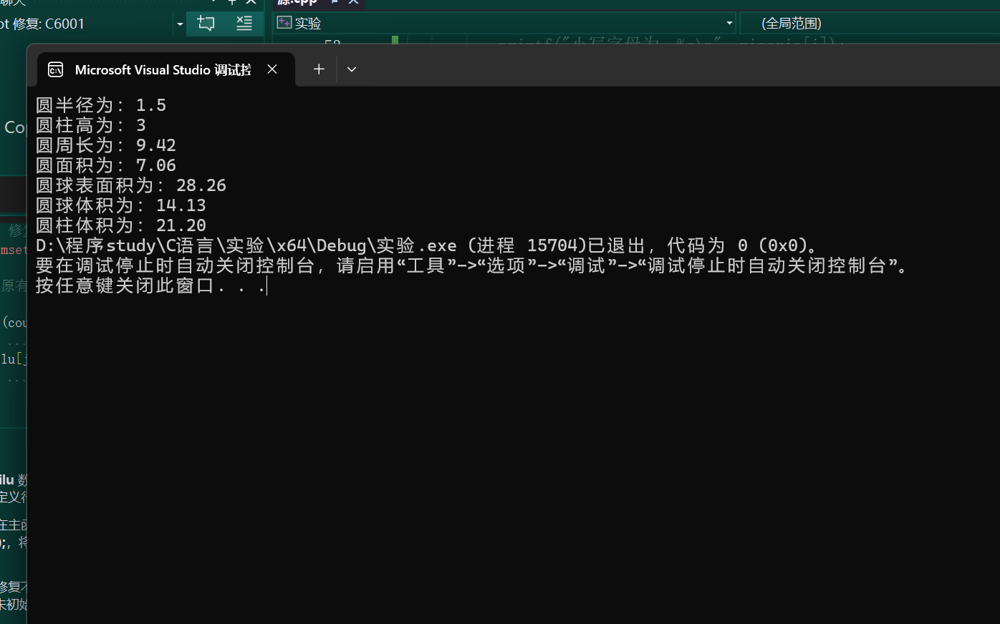 pt 修复: C6001
源.cpp
实验
(全局范围)
Microsoft Visual Studio 调试控
圆半径为: 1.5
圆柱高为: 3
圆周长为: 9.42
圆面积为: 7.06
圆球表面积为: 28.26
圆球体积为: 14.13
圆柱体积为: 21.20
D:\程序study\C语言\实验\x64\Debug\实验.exe (进程 15704)已退出，代码为 0 (0x0)。
要在调试停止时自动关闭控制台，请启用“工具”->“选项”->“调试”->“调试停止时自动关闭控制台”。
按任意键关闭此窗口. . .